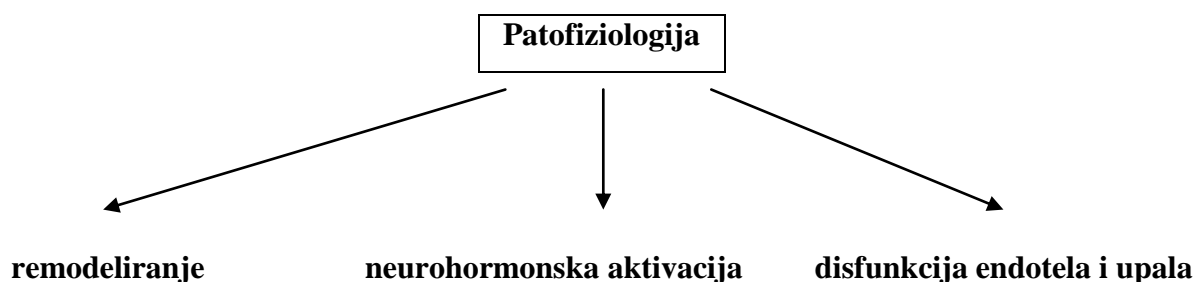 Patofiziologija
remodeliranje neurohormonska aktivacija disfunkcija endotela i upala